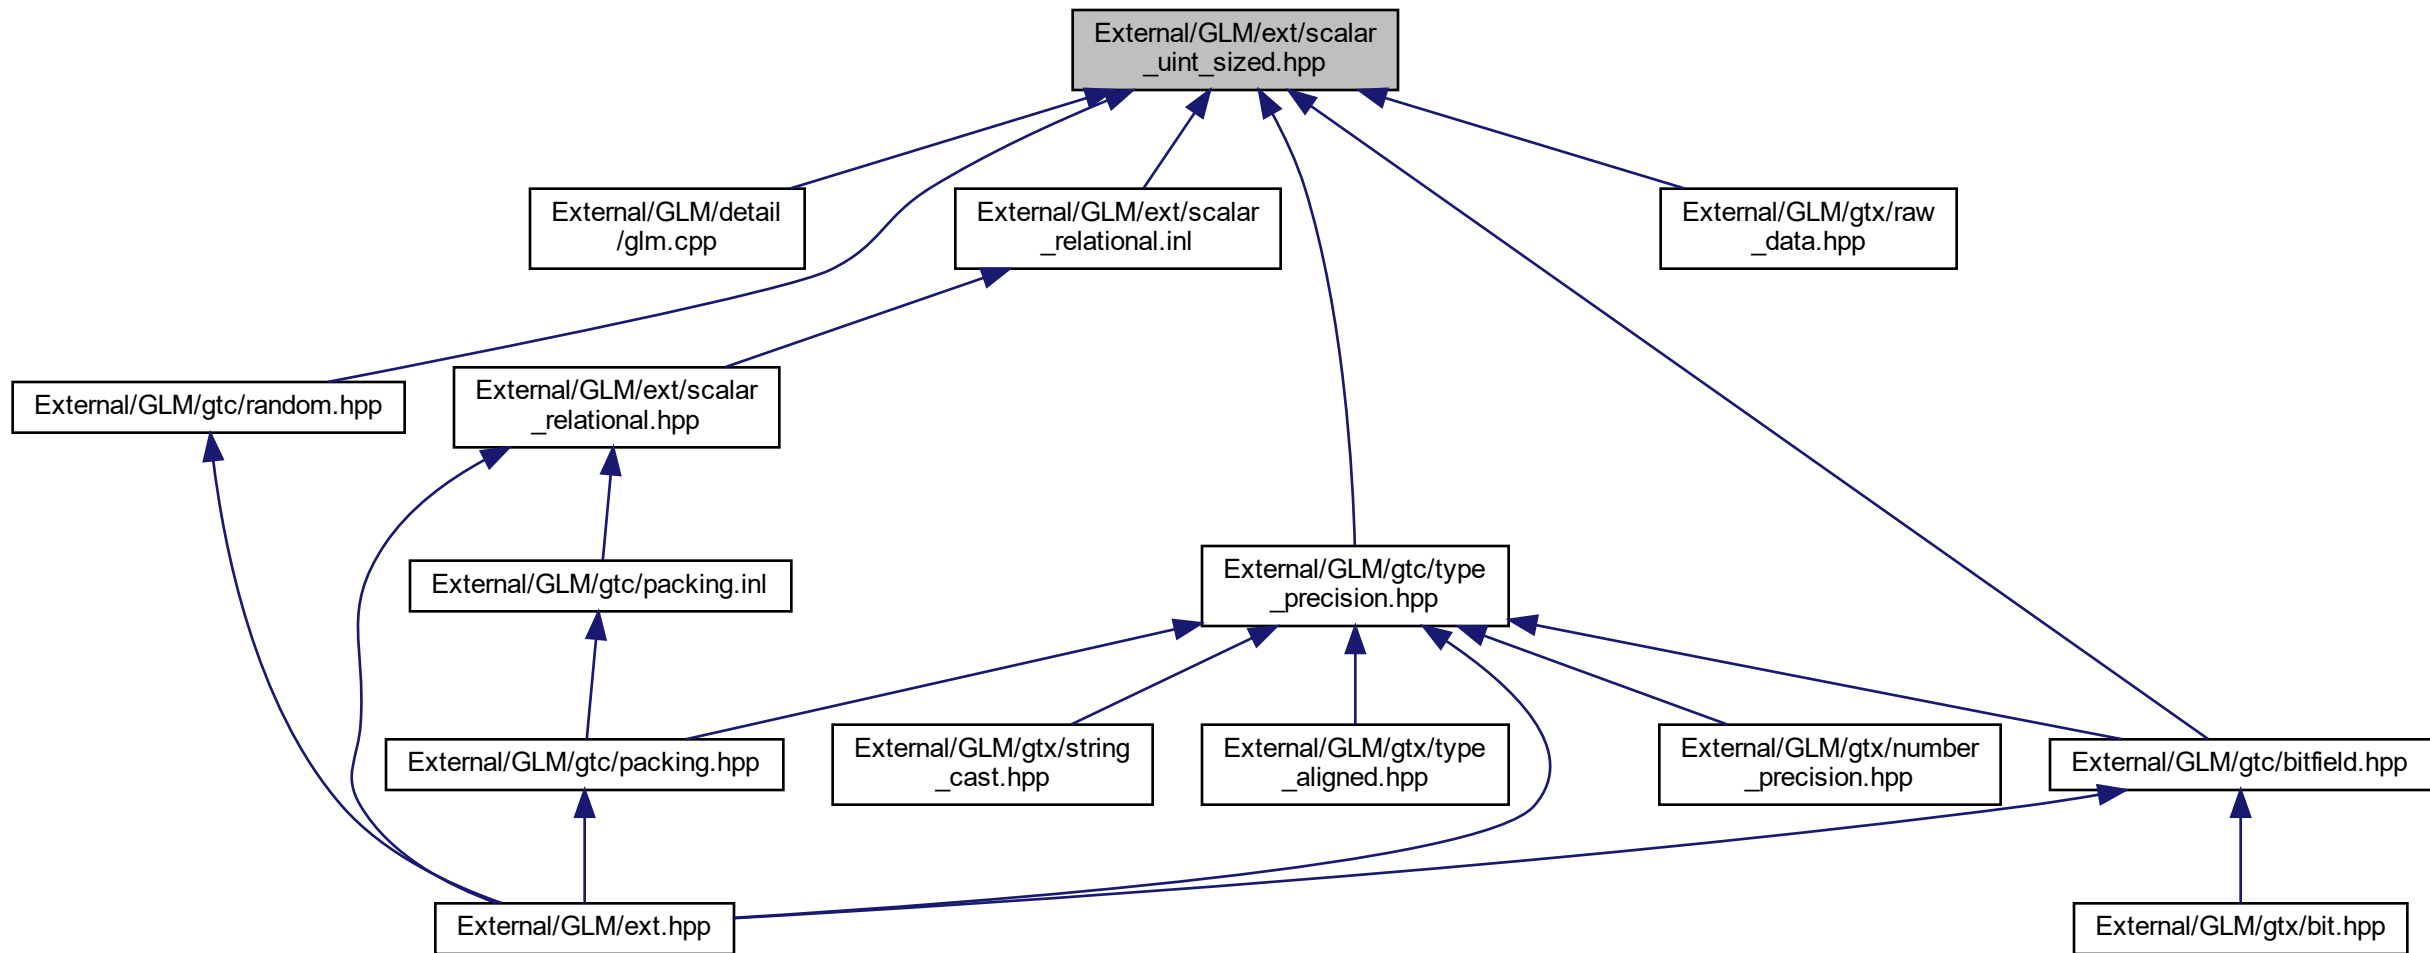 External/GLM/ext/scalar
_uint_sized.hpp
External/GLM/detail
/glm.cpp
External/GLM/ext/scalar
_relational.inl
External/GLM/gtx/raw
_data.hpp
External/GLM/gtc/random.hpp
External/GLM/ext/scalar
_relational.hpp
External/GLM/gtc/packing.inl
External/GLM/gtc/type
_precision.hpp
External/GLM/gtc/packing.hpp
External/GLM/gtx/string
_cast.hpp
External/GLM/gtx/type
_aligned.hpp
External/GLM/gtx/number
_precision.hpp
External/GLM/gtc/bitfield.hpp
External/GLM/ext.hpp
External/GLM/gtx/bit.hpp